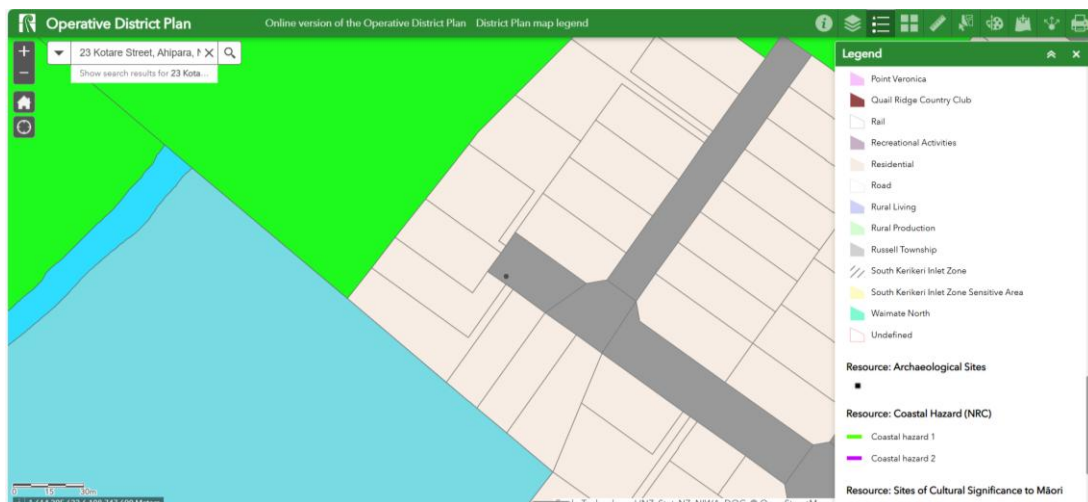 Operative District Plan
Online version of the Operative District Plan
District Plan map legend
23 Kotare Street, Ahipara,
Show search results for 23 Kota...
Legend
Point Veronica
Quail Ridge Country Club
Rail
Recreational Activities
Residential
Road
Rural Living
Rural Production
Russell Township
South Kerikeri Inlet Zone
South Kerikeri Inlet Zone Sensitive Area
Waimate North
Undefined
Resource: Archaeological Sites
Resource: Coastal Hazard (NRC)
Coastal hazard 1
Coastal hazard 2
Resource: Sites of Cultural Significance to Māori
0 15 30m